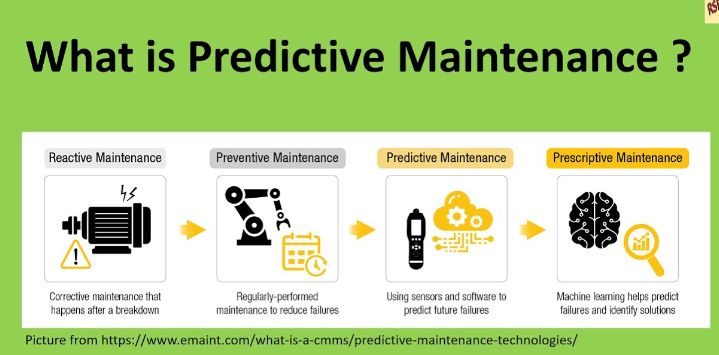 What is Predictive Maintenance ?
Reactive Maintenance
Preventive Maintenance
Predictive Maintenance
Prescriptive Maintenance
Corrective maintenance that
happens after a breakdown
Regularly-performed
maintenance to reduce failures
Using sensors and software to
predict future failures
Machine learning helps predict
failures and identify solutions
Picture from https://www.emaint.com/what-is-a-cmms/predictive-maintenance-technologies/